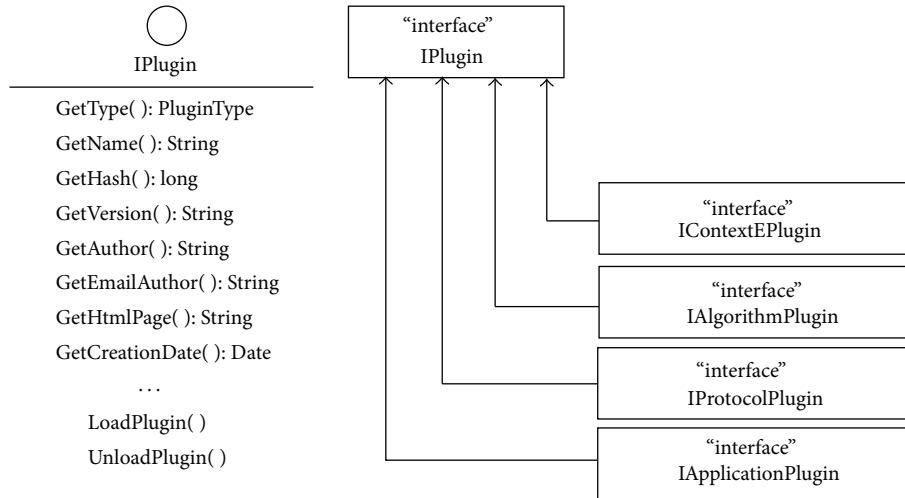 IPlugin
GetType( ): PluginType
GetName( ): String
GetHash( ): long
GetVersion( ): String
GetAuthor( ): String
GetEmailAuthor( ): String
GetHtmlPage( ): String
GetCreationDate( ): Date
...
LoadPlugin( )
UnloadPlugin( )
“interface”
IPlugin
“interface”
IContextEPlugin
“interface”
IAlgorithmPlugin
“interface”
IProtocolPlugin
“interface”
IApplicationPlugin